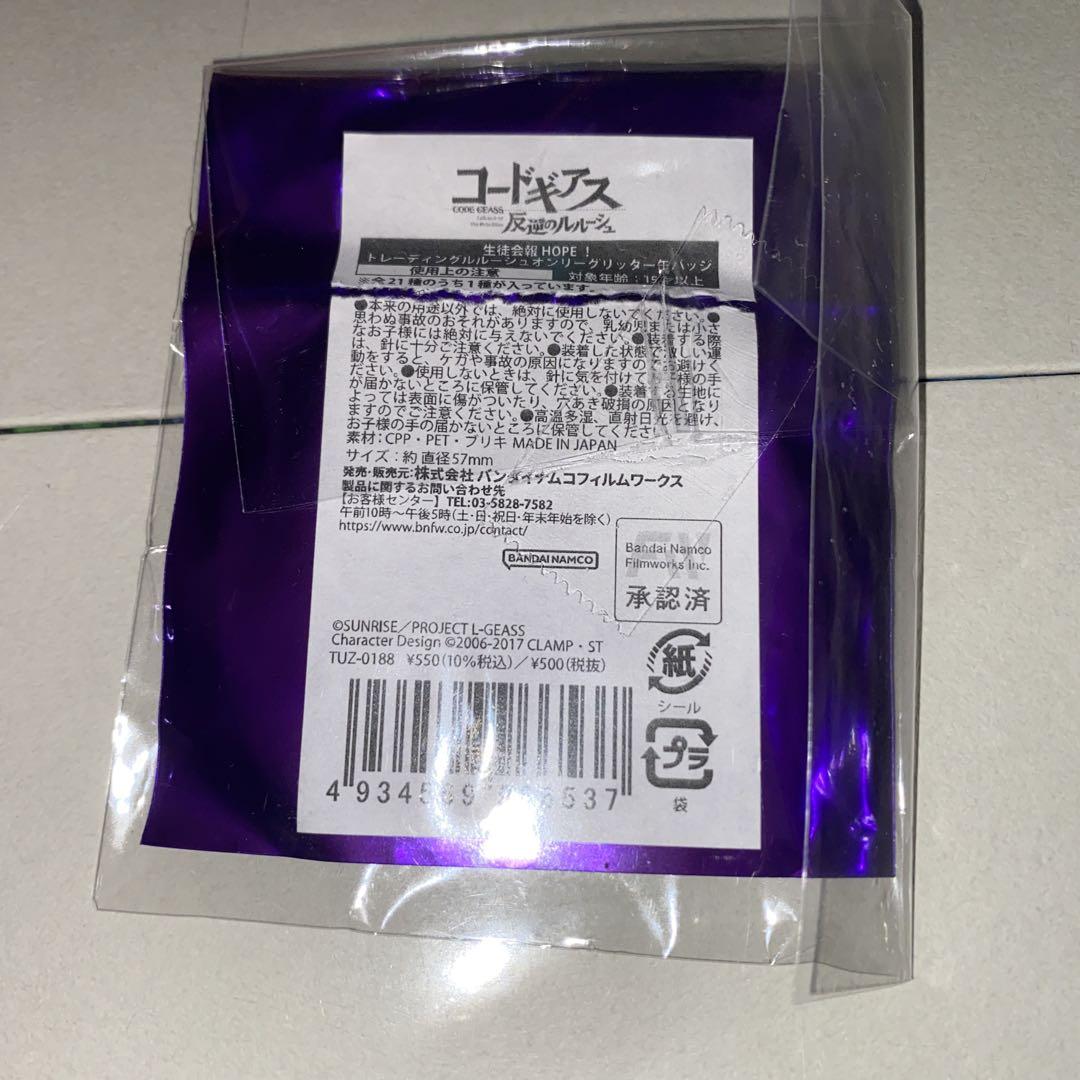 コードギアス
CODE GEASS
反逆のルルーシュ
生徒会報 HOPE！
トレーディングルルーシュオンリーグリッター缶バッジ
使用上の注意 対象年齢：15才以上
※全21種のうち1種が入っています。
●本来の用途以外では、絶対に使用しないでください。●
思わぬ事故のおそれがありますので、乳幼児または小さ
なお子様には絶対に与えないでください。●装着する際
は、針に十分ご注意ください。●装着した状態で激しい運
動をすると、ケガや事故の原因になりますのでお避けく
ださい。●使用しないときは、針に気を付けてお子様の手
が届かないところに保管してください。●装着する生地に
よっては表面に傷がついたり、穴あき破損の原因となり
ますのでご注意ください。●高温多湿、直射日光を避け、
お子様の手の届かないところに保管してください。
素材：CPP・PET・ブリキ MADE IN JAPAN
サイズ：約 直径57mm
発売・販売元：株式会社 バンダイナムコフィルムワークス
製品に関するお問い合わせ先
【お客様センター】TEL:03-5828-7582
午前10時～午後5時（土・日・祝日・年末年始を除く）
https://www.bnfw.co.jp/contact/
BANDAI NAMCO
Bandai Namco
Filmworks Inc.
承認済
©SUNRISE／PROJECT L-GEASS
Character Design ©2006-2017 CLAMP・ST
TUZ-0188 ¥550（10%税込）／¥500（税抜）
紙
シール
プラ
袋